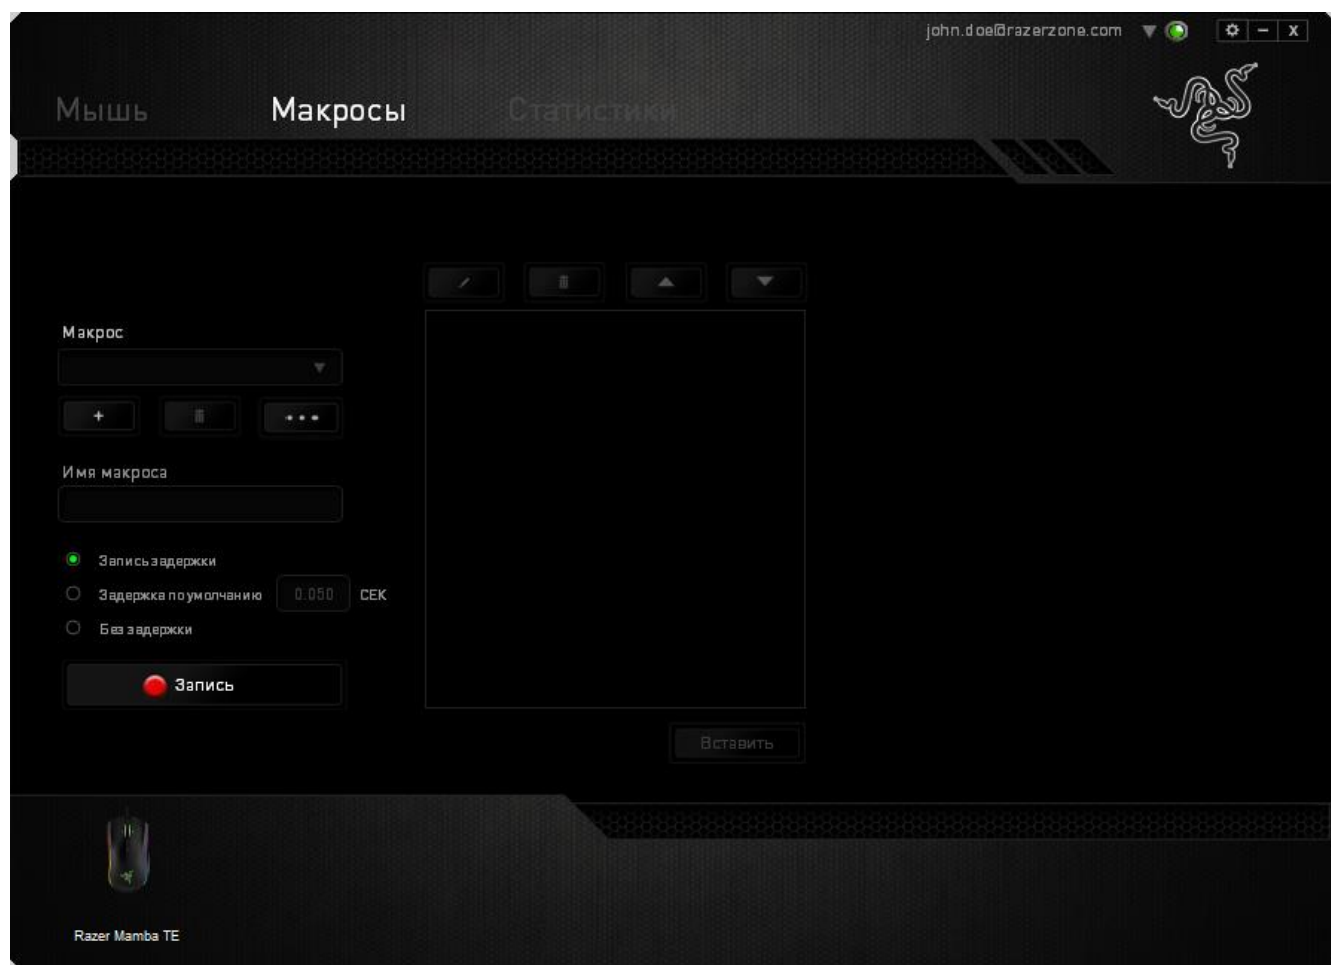 john.doe@razerzone.com
Мышь Макросы Статистики
Макрос
Имя макроса
Запись задержки
Задержка по умолчанию 0.050 СЕК
Без задержки
Запись
Вставить
Razer Mamba TE